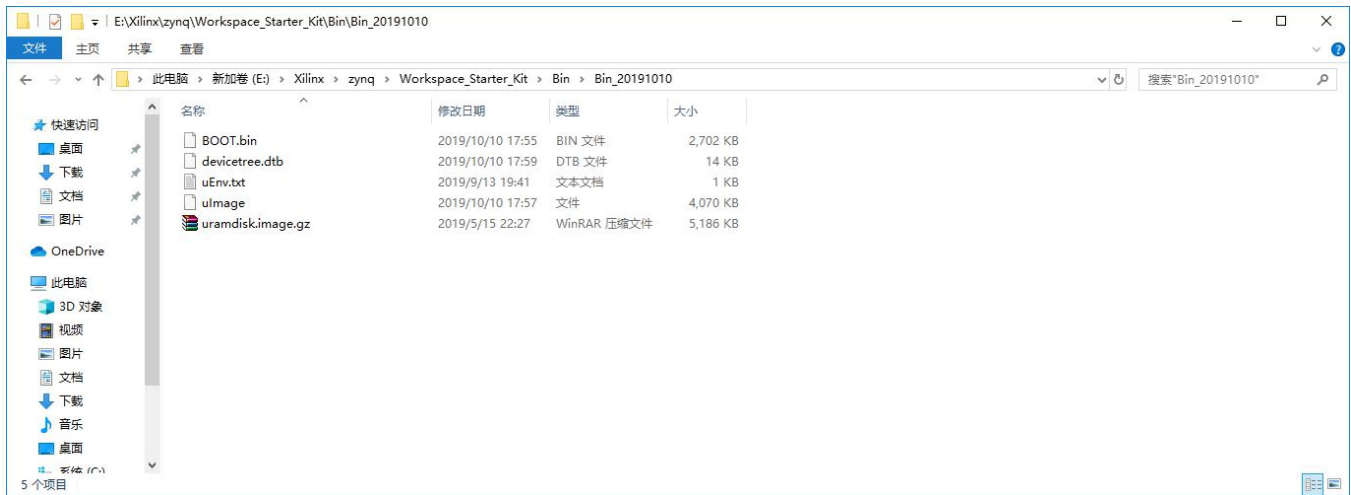 E:\Xilinx\zynq\Workspace_Starter_Kit\Bin\Bin_20191010
文件 主页 共享 查看
此电脑 › 新加卷 (E:) › Xilinx › zynq › Workspace_Starter_Kit › Bin › Bin_20191010 搜索"Bin_20191010"
名称 修改日期 类型 大小
快速访问
桌面
下载
文档
图片
OneDrive
此电脑
3D 对象
视频
图片
文档
下载
音乐
桌面
系统 (C:)
BOOT.bin 2019/10/10 17:55 BIN 文件 2,702 KB
devicetree.dtb 2019/10/10 17:59 DTB 文件 14 KB
uEnv.txt 2019/9/13 19:41 文本文档 1 KB
uImage 2019/10/10 17:57 文件 4,070 KB
uramdisk.image.gz 2019/5/15 22:27 WinRAR 压缩文件 5,186 KB
5 个项目